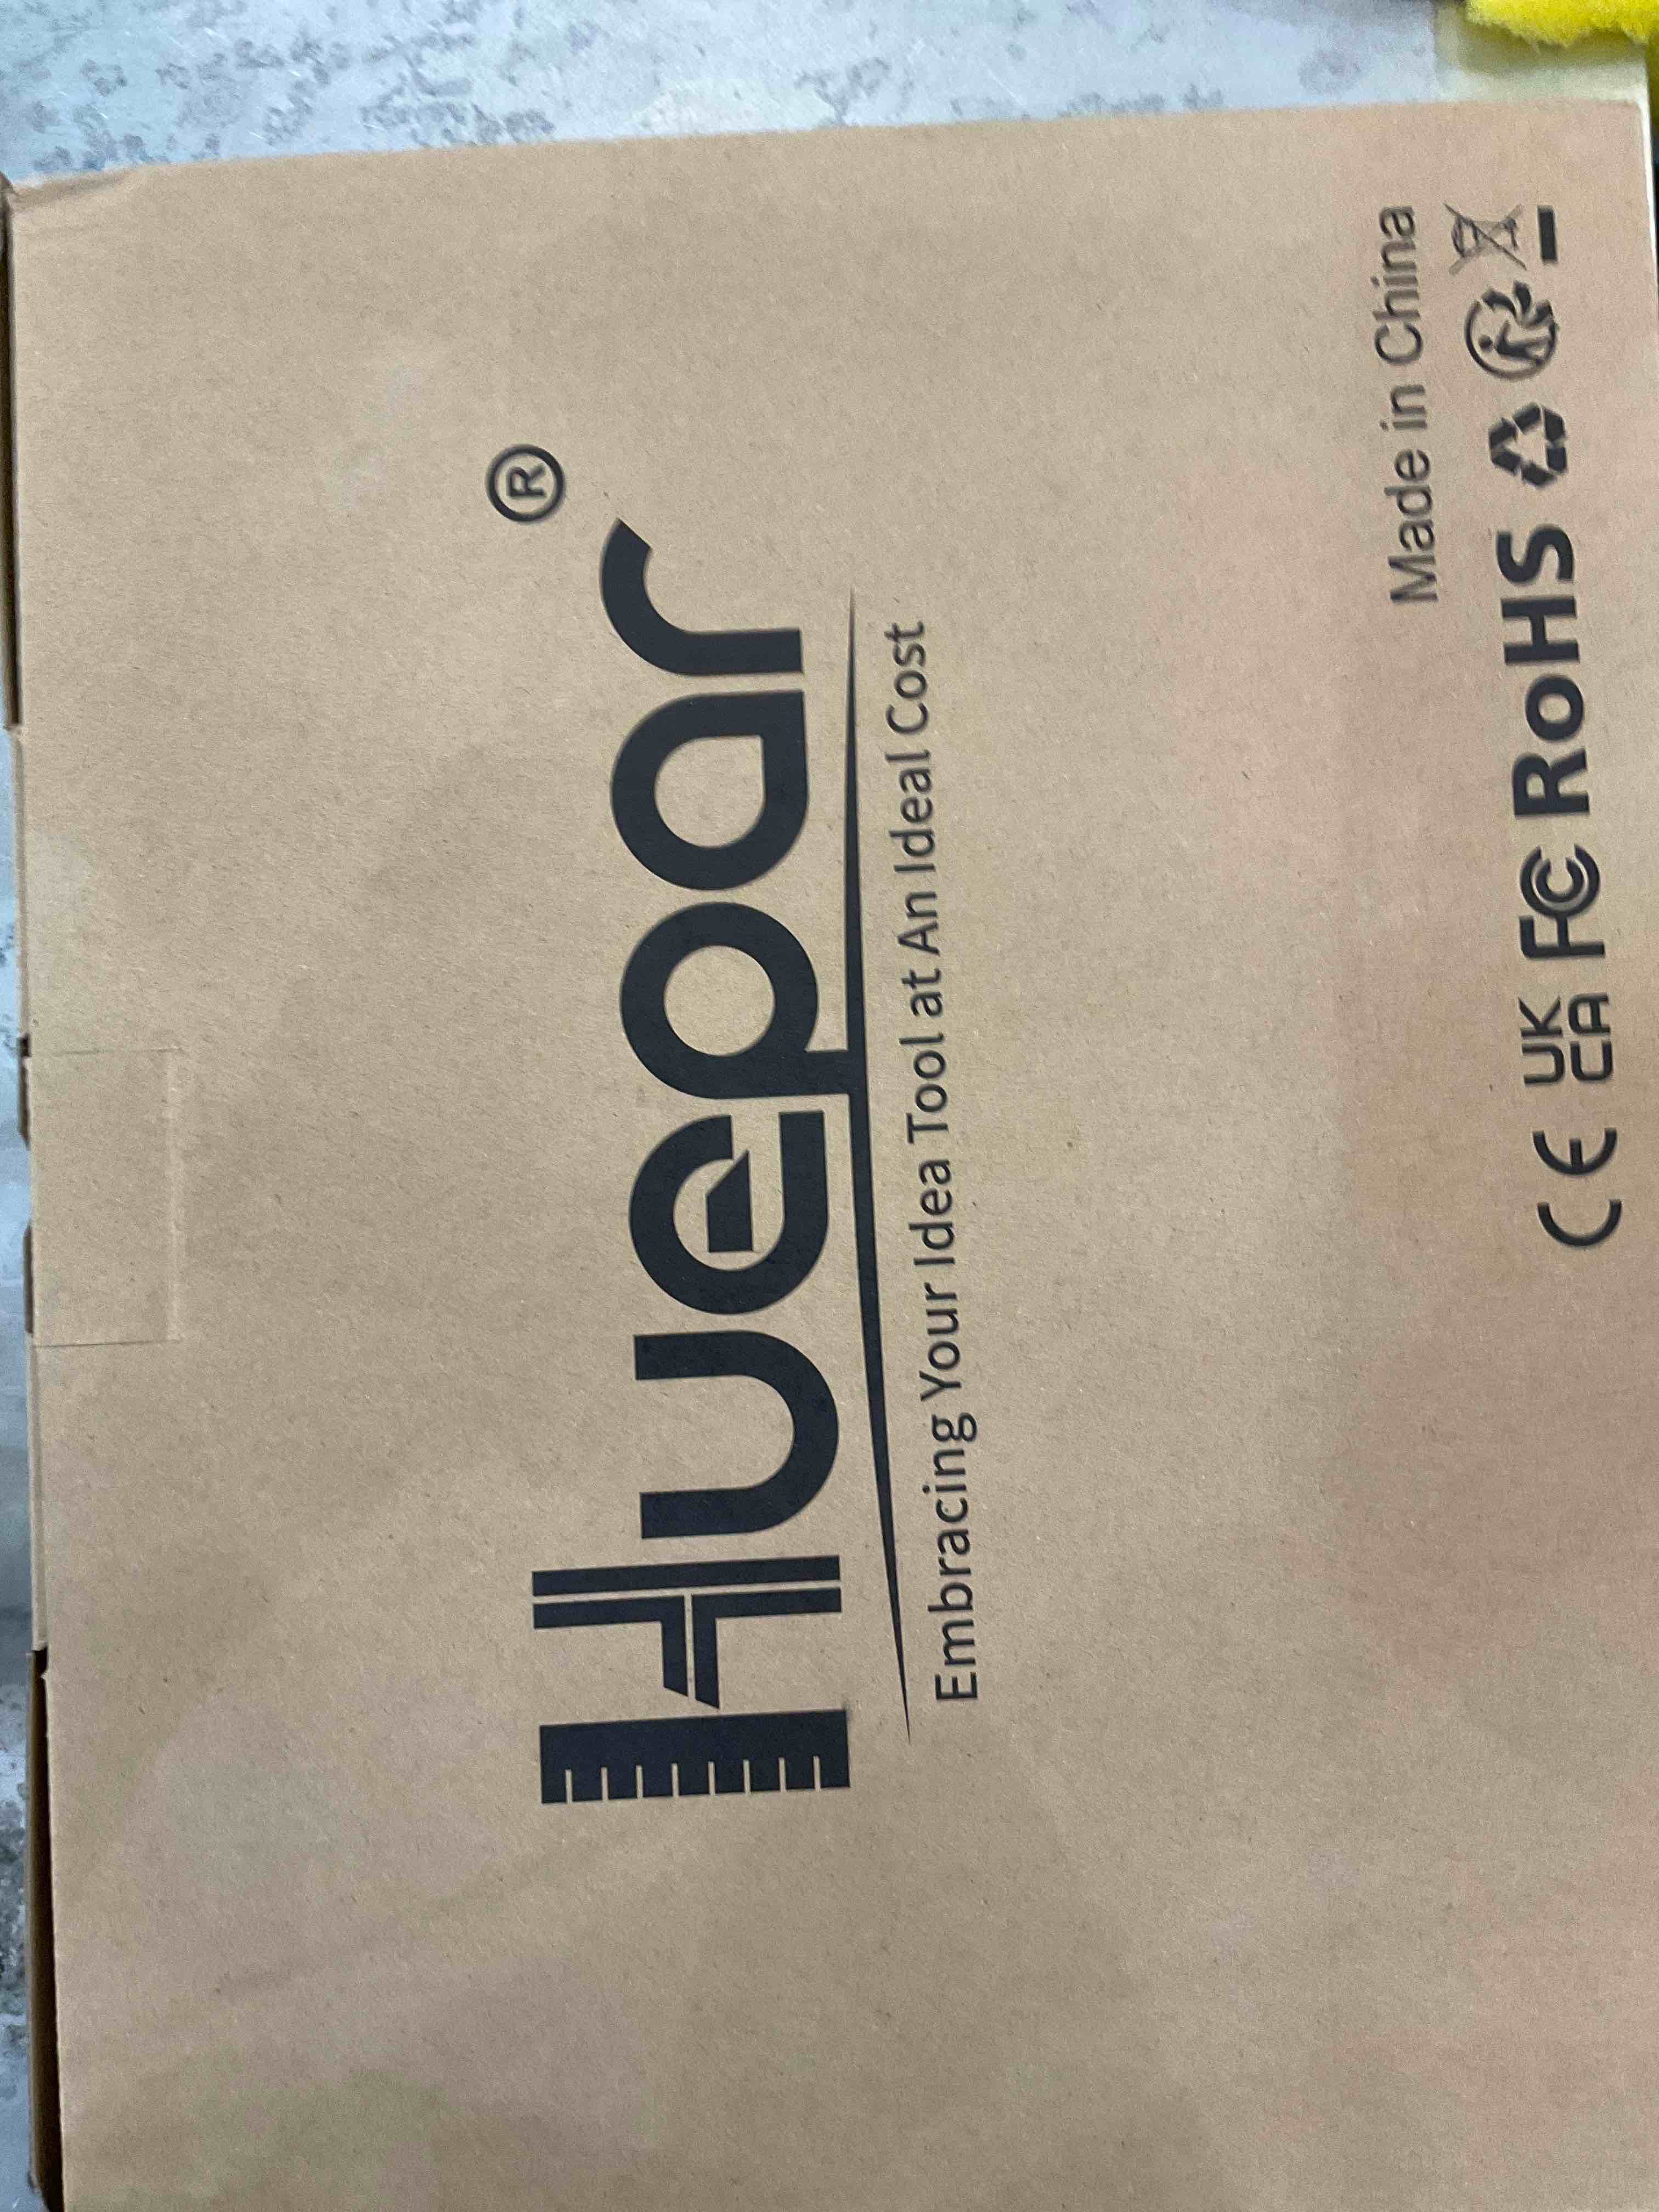 Huepar®
Embracing Your Idea Tool at An Ideal Cost
Made in China
CE UK CA FC RoHS